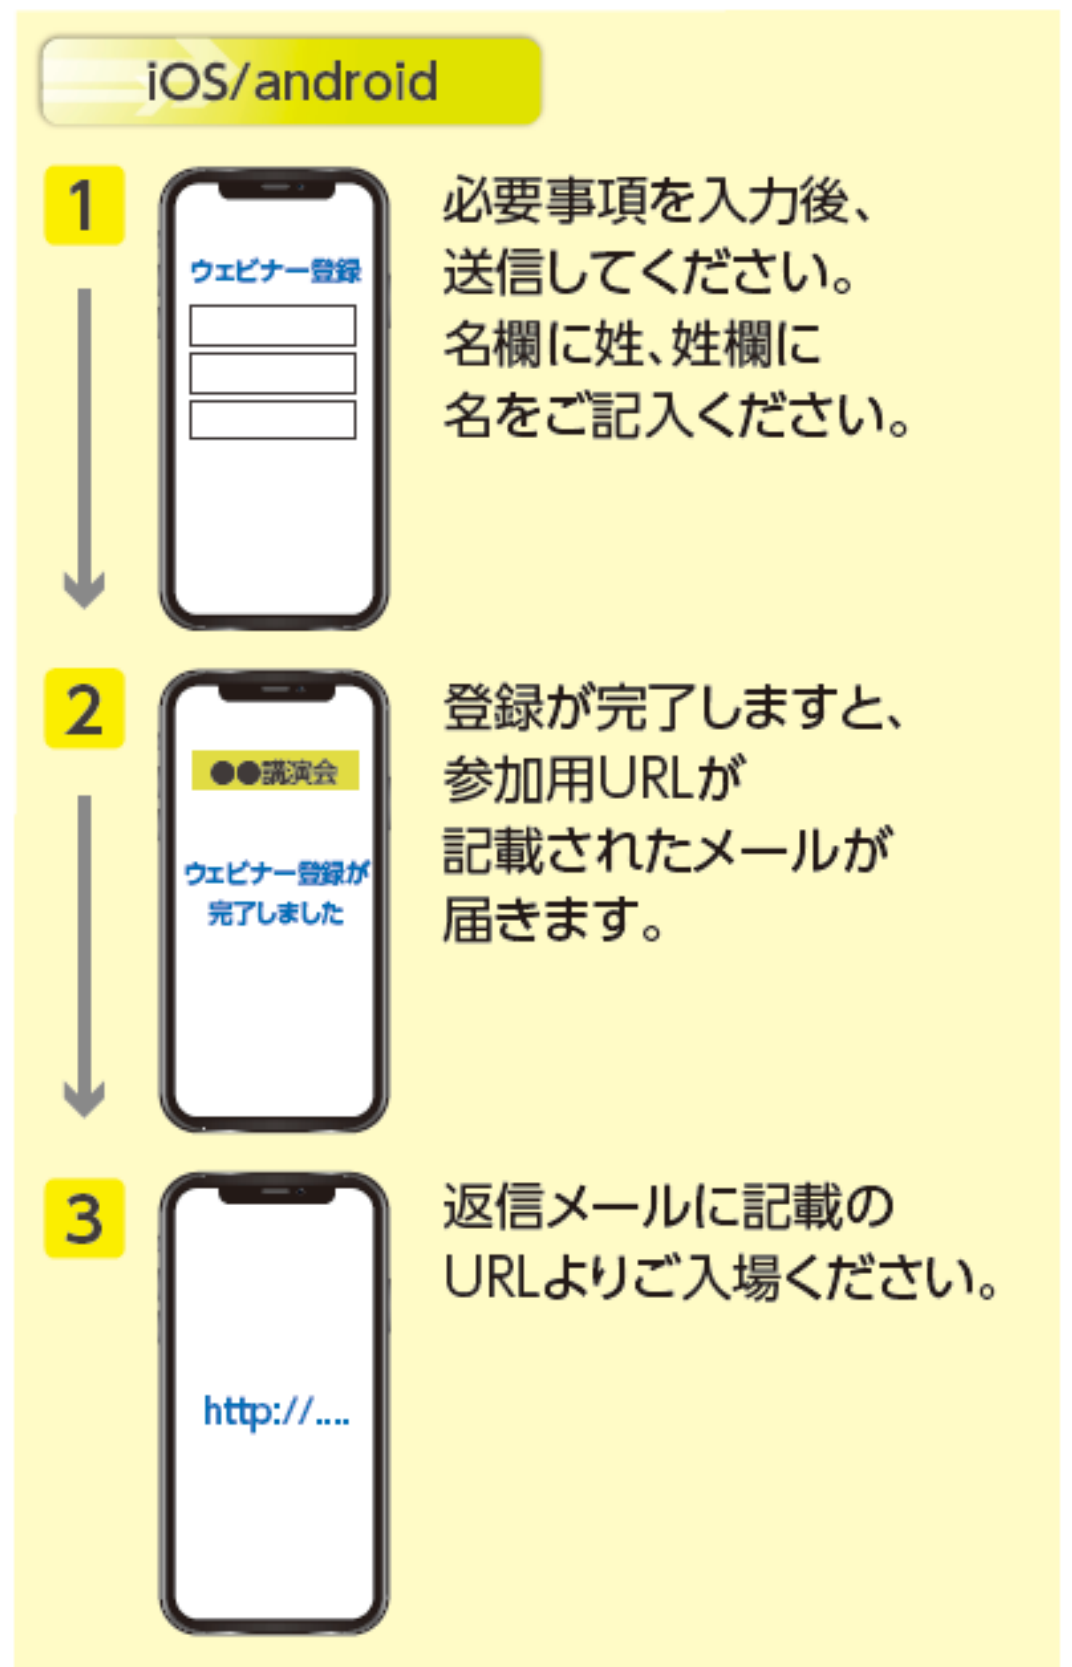 iOS/android
1
ウェビナー登録
必要事項を入力後、
送信してください。
名欄に姓、姓欄に
名をご記入ください。
2
●●講演会
ウェビナー登録が
完了しました
登録が完了しますと、
参加用URLが
記載されたメールが
届きます。
3
http://....
返信メールに記載の
URLよりご入場ください。